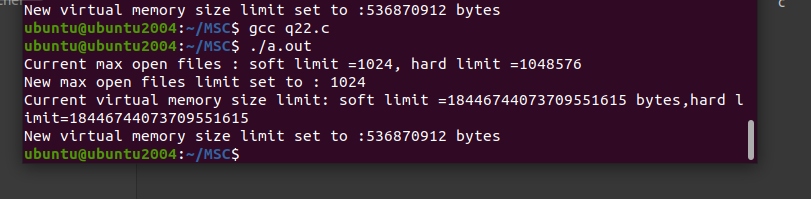 New virtual memory size limit set to :536870912 bytes
ubuntu@ubuntu2004:~/MSC$ gcc q22.c
ubuntu@ubuntu2004:~/MSC$ ./a.out
Current max open files : soft limit =1024, hard limit =1048576
New max open files limit set to : 1024
Current virtual memory size limit: soft limit =18446744073709551615 bytes,hard l
imit=18446744073709551615
New virtual memory size limit set to :536870912 bytes
ubuntu@ubuntu2004:~/MSC$